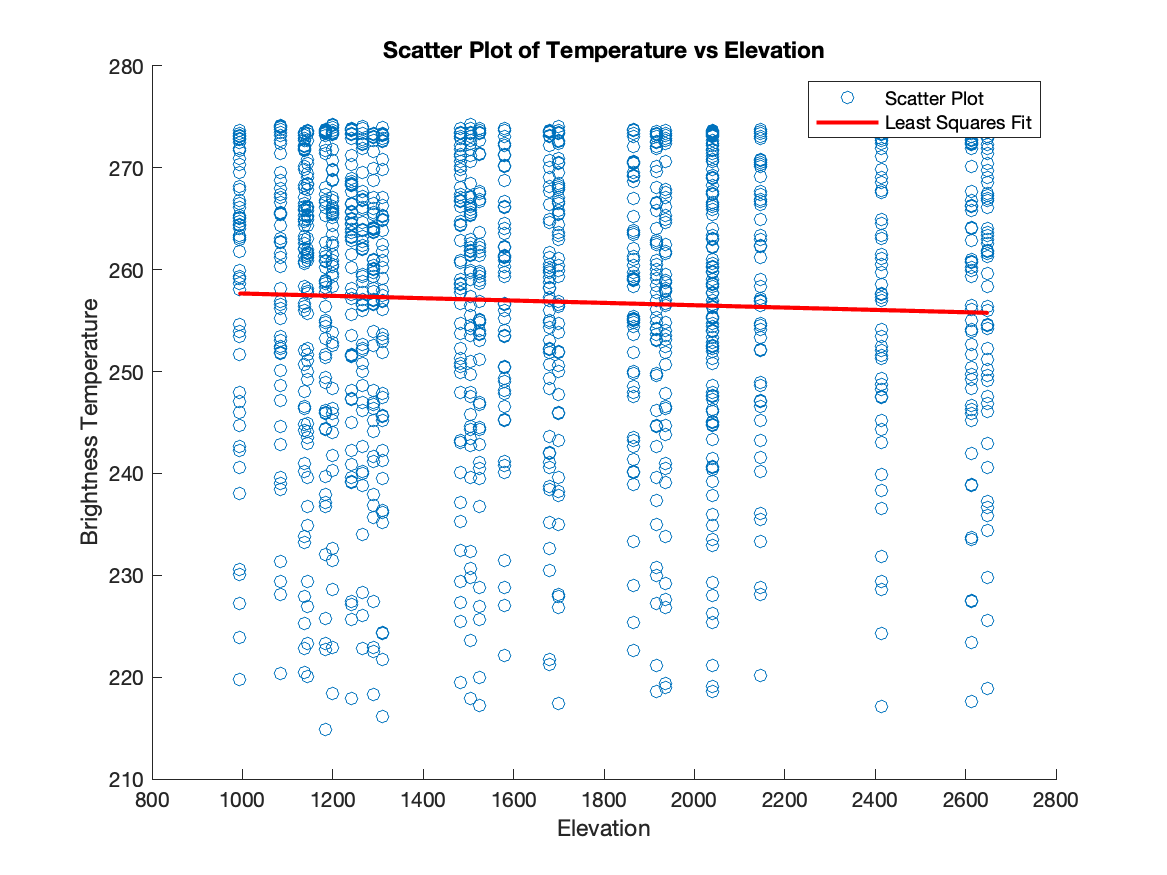 Scatter Plot of Temperature vs Elevation
280
270
260
250
240
230
220
210
Brightness Temperature
Scatter Plot
Least Squares Fit
800 1000 1200 1400 1600 1800 2000 2200 2400 2600 2800
Elevation